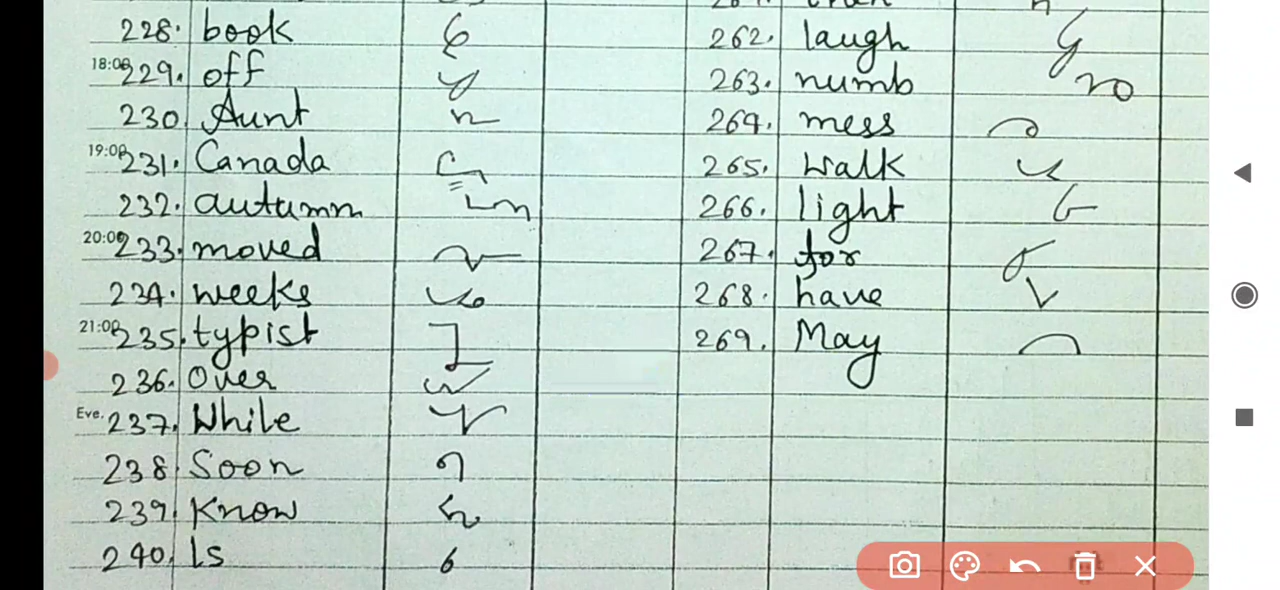 228. book
18:00
229. off
230. Aunt
19:00
231. Canada
232. autumn
20:00
233. moved
234. weeks
21:00
235. typist
236. Over
Eve.
237. While
238. Soon
239. Know
240. Is
262. laugh
263. numb
264. mess
265. Walk
266. light
267. for
268. have
269. May